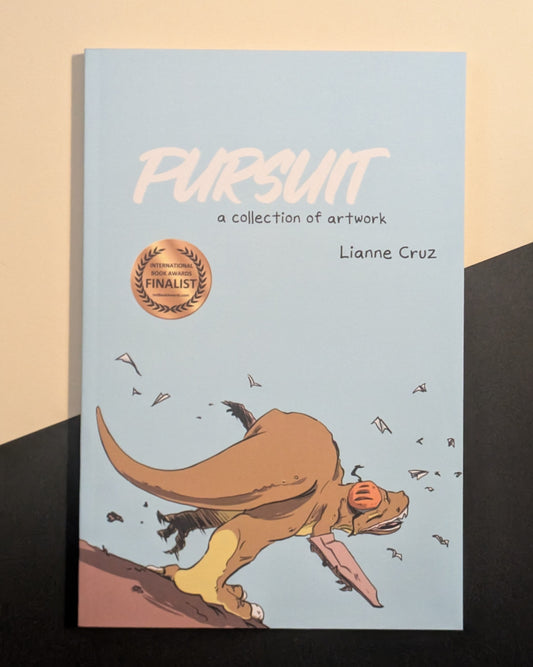 PURSUIT
a collection of artwork
Lianne Cruz
INTERNATIONAL
BOOK AWARDS
FINALIST